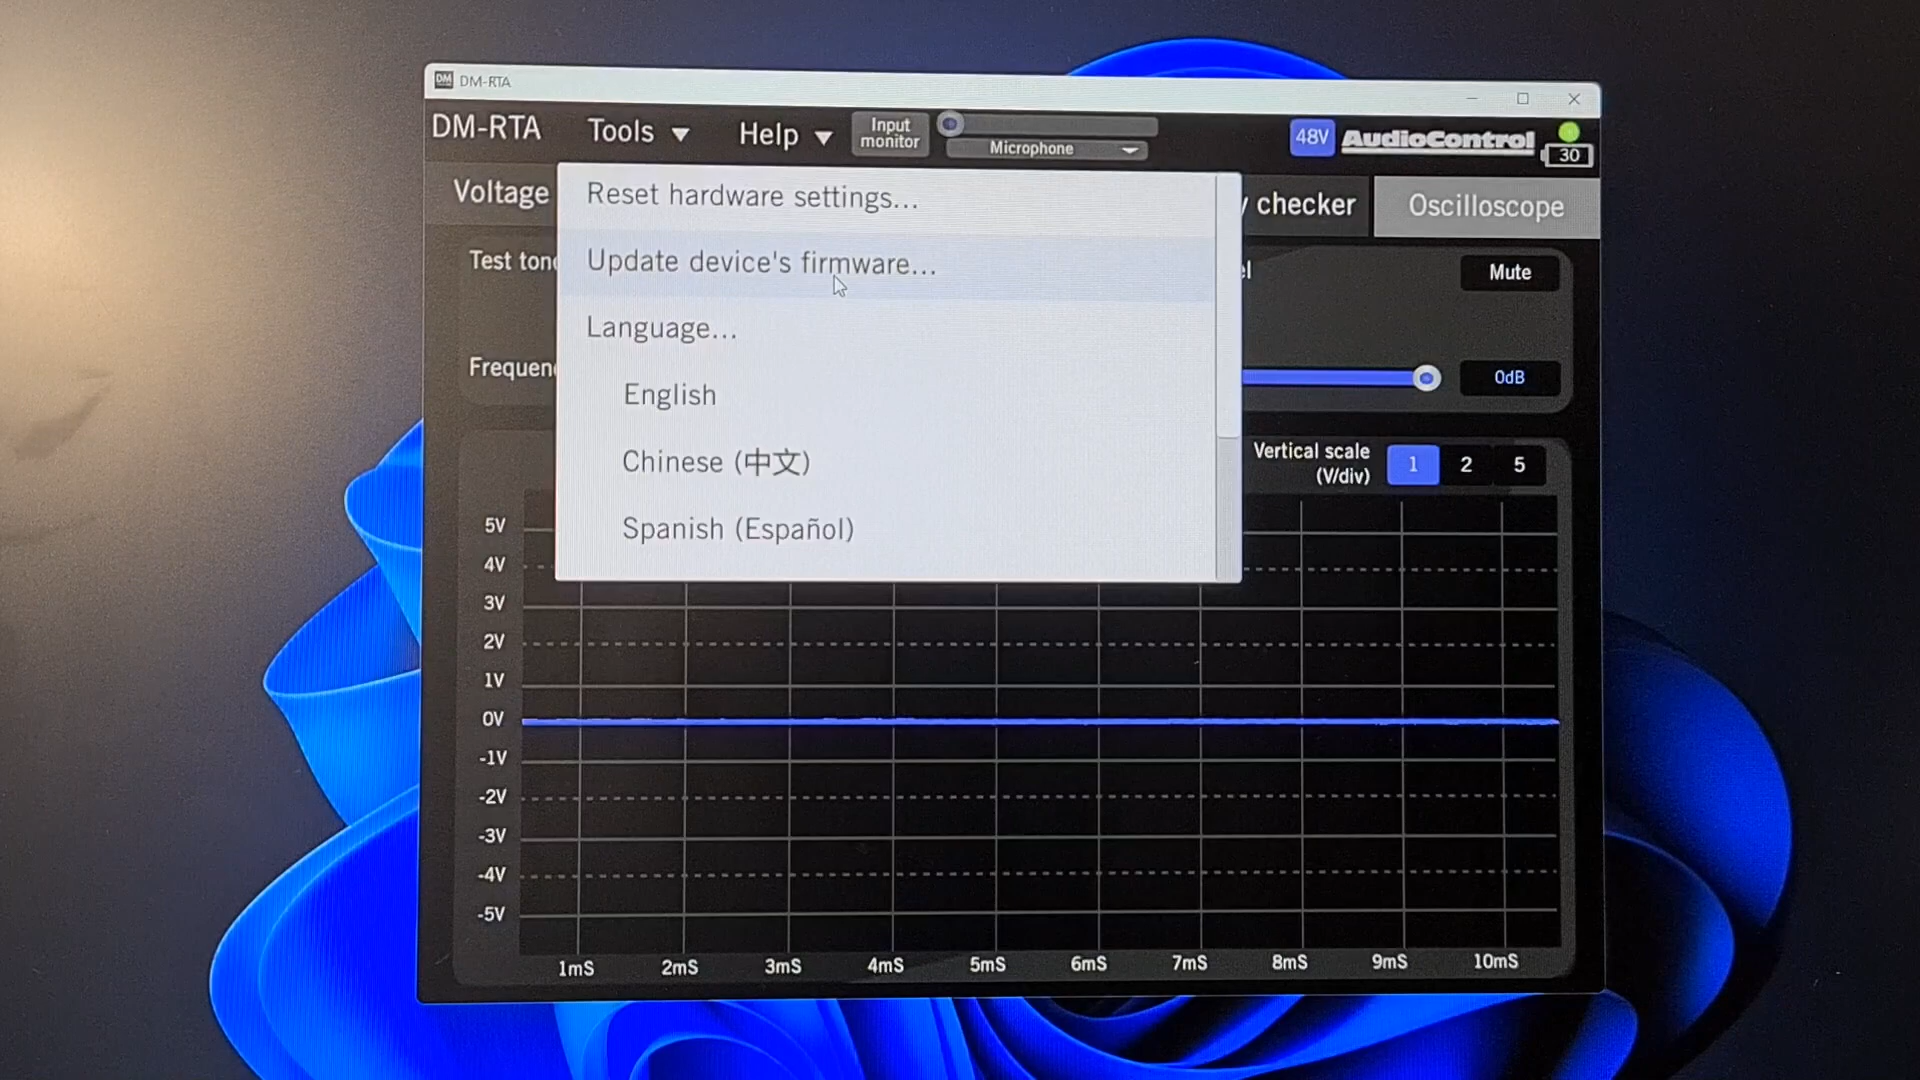 DM DM-RTA
DM-RTA Tools Help Input monitor Microphone 48V AudioControl 30
Voltage y checker Oscilloscope
Reset hardware settings...
Update device's firmware...
Language...
English
Chinese (中文)
Spanish (Español)
Test tone
el Mute
Frequen
0dB
Vertical scale
(V/div) 1 2 5
5V
4V
3V
2V
1V
0V
-1V
-2V
-3V
-4V
-5V
1mS 2mS 3mS 4mS 5mS 6mS 7mS 8mS 9mS 10mS